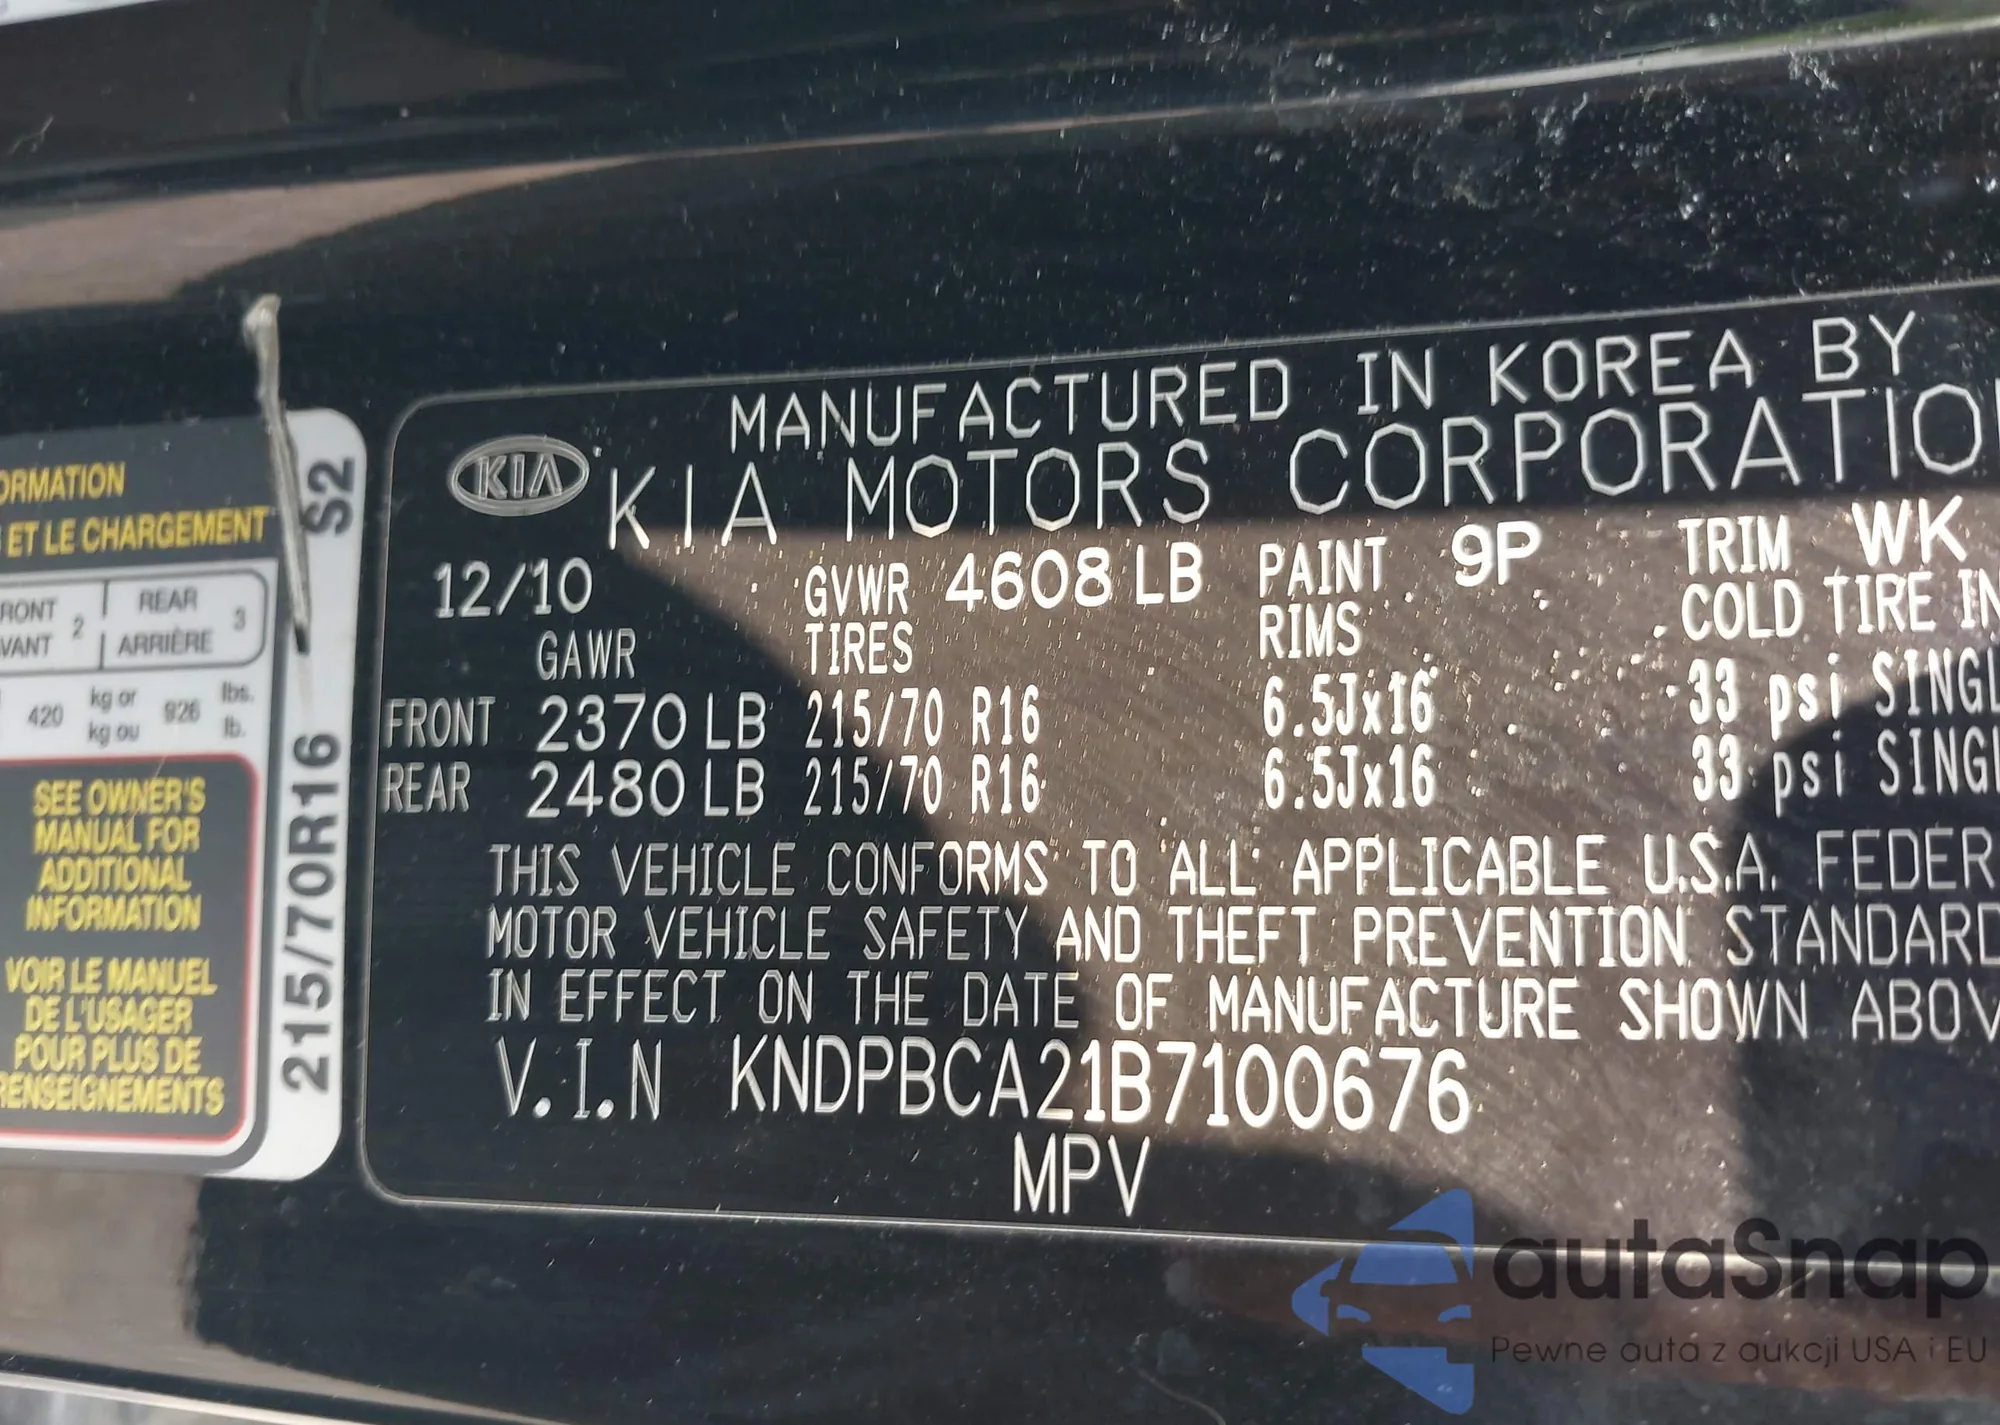 ORMATION
ET LE CHARGEMENT
RONT 2 REAR 3
VANT ARRIÈRE
420 kg or 926 lbs.
kg ou lb.
SEE OWNER'S
MANUAL FOR
ADDITIONAL
INFORMATION
VOIR LE MANUEL
DE L'USAGER
POUR PLUS DE
RENSEIGNEMENTS
215/70R16 S2
MANUFACTURED IN KOREA BY
KIA KIA MOTORS CORPORATIO
12/10 GVWR 4608 LB PAINT 9P TRIM WK
GAWR TIRES RIMS COLD TIRE IN
FRONT 2370 LB 215/70 R16 6.5Jx16 33 psi SINGL
REAR 2480 LB 215/70 R16 6.5Jx16 33 psi SINGL
THIS VEHICLE CONFORMS TO ALL APPLICABLE U.S.A. FEDER
MOTOR VEHICLE SAFETY AND THEFT PREVENTION STANDARD
IN EFFECT ON THE DATE OF MANUFACTURE SHOWN ABOV
V.I.N KNDPBCA21B7100676
MPV
autaSnap
Pewne auta z aukcji USA i EU